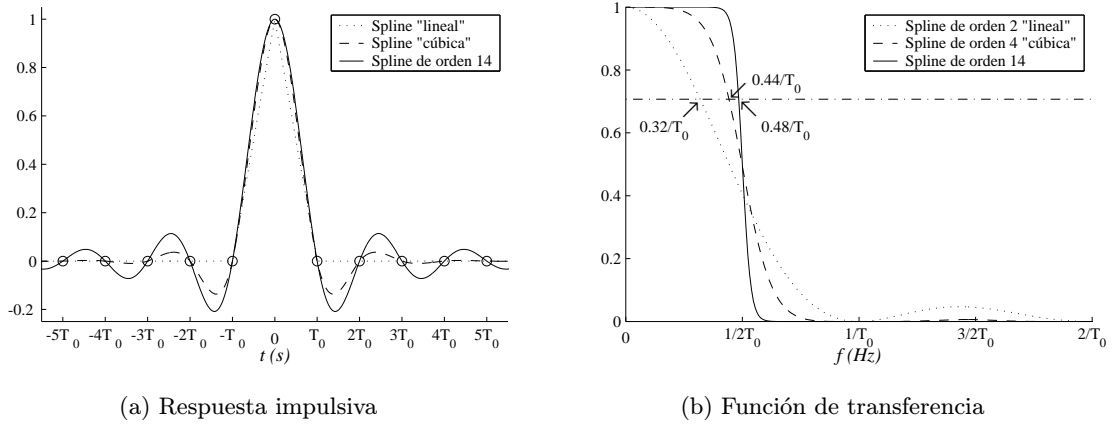 1
0.8
0.6
0.4
0.2
0
-0.2
-5T0 -4T0 -3T0 -2T0 -T0 0 T0 2T0 3T0 4T0 5T0
t (s)
Spline "lineal"
Spline "cúbica"
Spline de orden 14
(a) Respuesta impulsiva
1
0.8
0.6
0.4
0.2
0
0 1/2T0 1/T0 3/2T0 2/T0
f (Hz)
Spline de orden 2 "lineal"
Spline de orden 4 "cúbica"
Spline de orden 14
0.44/T0
0.32/T0
0.48/T0
(b) Función de transferencia